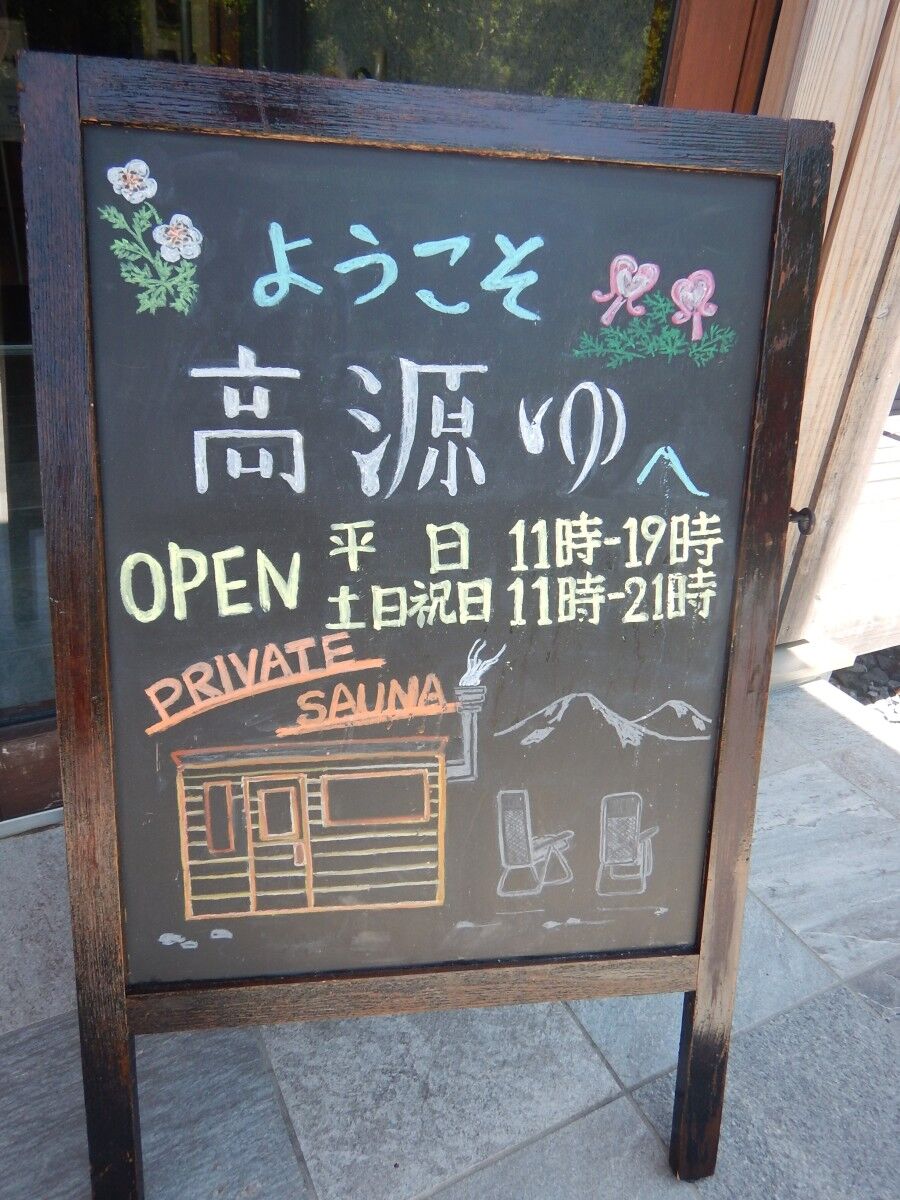 ようこそ
高源ゆへ
OPEN 平日 11時-19時
土日祝日 11時-21時
PRIVATE
SAUNA